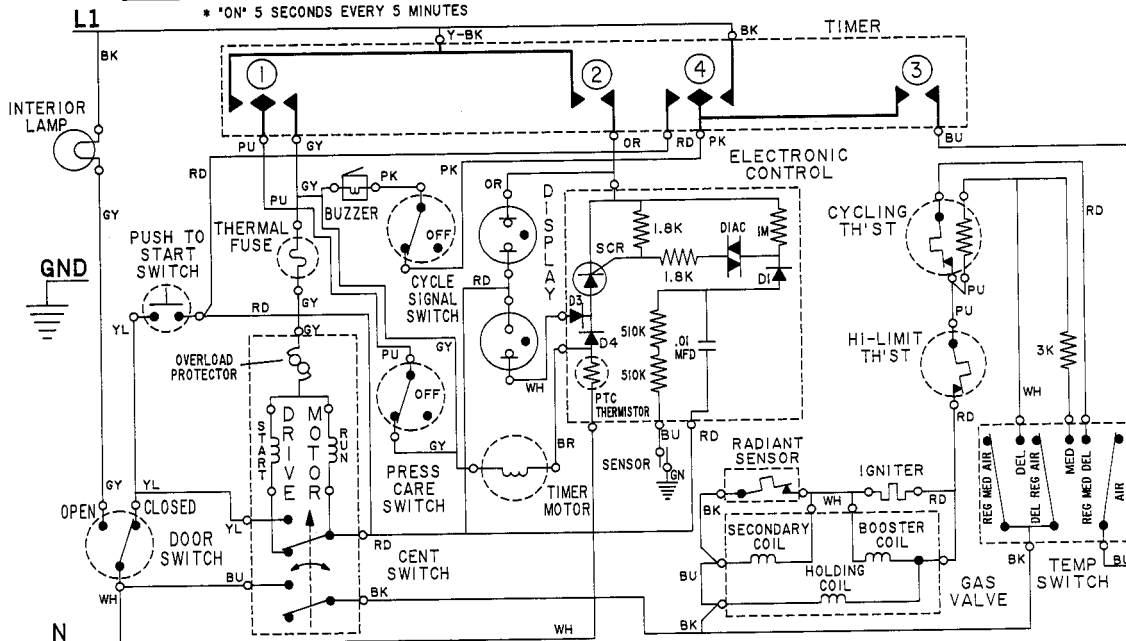 * "ON" 5 SECONDS EVERY 5 MINUTES
L1
Y-BK
BK
BK
TIMER
1
2
4
3
INTERIOR
LAMP
PU
GY
OR
RD
PK
BU
ELECTRONIC
CONTROL
RD
GY
PK
PK
OR
BUZZER
PU
OFF
DISPLAY
1.8K
DIAC
1M
SCR
1.8K
D1
CYCLING
TH'ST
RD
GY
PUSH TO
START
SWITCH
THERMAL
FUSE
GND
CYCLE
SIGNAL
SWITCH
RD
D3
D4
PU
PU
YL
RD
GY
GY
GY
OVERLOAD
PROTECTOR
PU
OFF
WH
510K
510K
.01
MFD
PTC
THERMISTOR
HI-LIMIT
TH'ST
3K
WH
RD
DRIVE
MOTOR
START
RUN
GY
BR
BU
RD
SENSOR
GN
RADIANT
SENSOR
IGNITER
GY
YL
PRESS
CARE
SWITCH
TIMER
MOTOR
REG MED AIR
DEL
DEL REG AIR
MED
REG MED DEL
AIR
OPEN
CLOSED
YL
DOOR
SWITCH
RD
CENT
SWITCH
BK
WH
RD
SECONDARY
COIL
BOOSTER
COIL
BU
HOLDING
COIL
GAS
VALVE
BK
TEMP
SWITCH
BU
BU
WH
BK
BK
N
WH